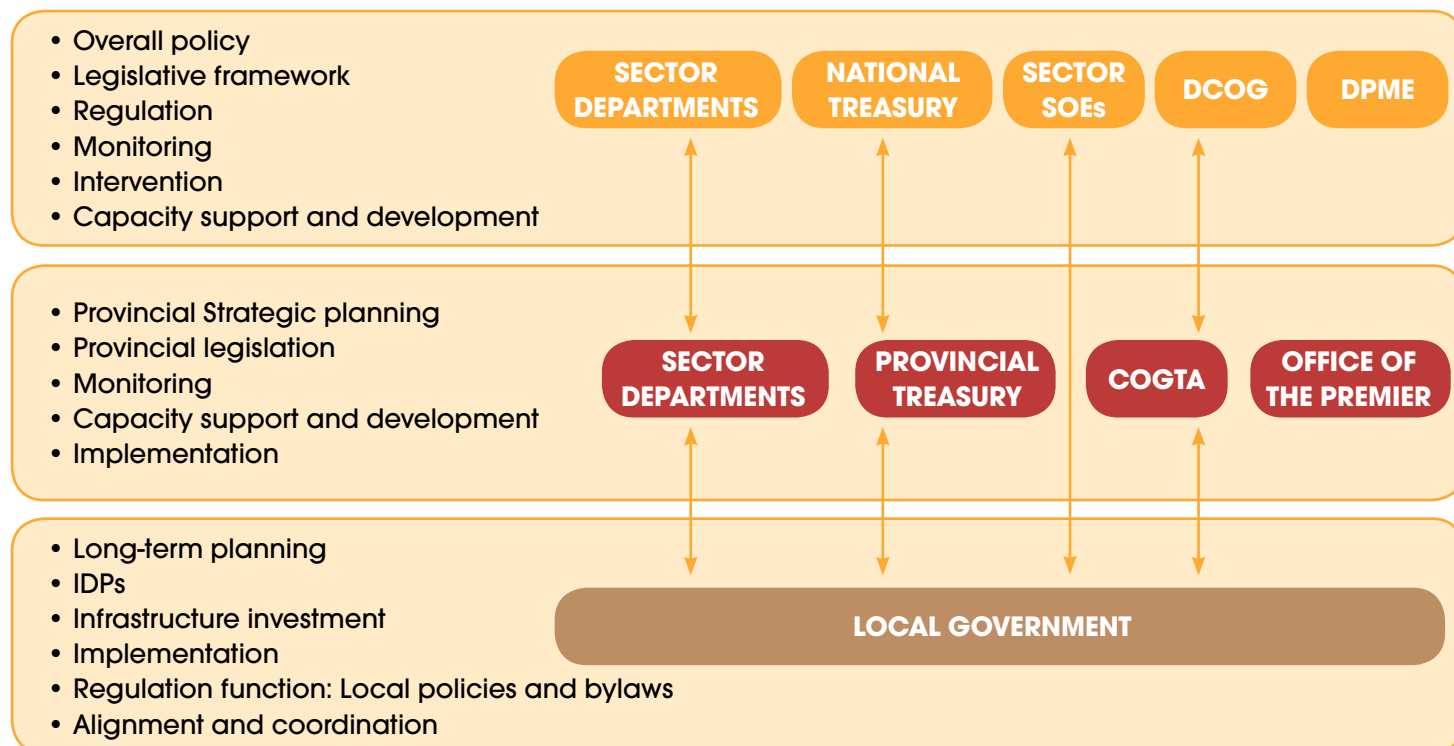 • Overall policy
• Legislative framework
• Regulation
• Monitoring
• Intervention
• Capacity support and development
SECTOR
DEPARTMENTS
NATIONAL
TREASURY
SECTOR
SOEs
DCOG
DPME
• Provincial Strategic planning
• Provincial legislation
• Monitoring
• Capacity support and development
• Implementation
SECTOR
DEPARTMENTS
PROVINCIAL
TREASURY
COGTA
OFFICE OF
THE PREMIER
• Long-term planning
• IDPs
• Infrastructure investment
• Implementation
• Regulation function: Local policies and bylaws
• Alignment and coordination
LOCAL GOVERNMENT